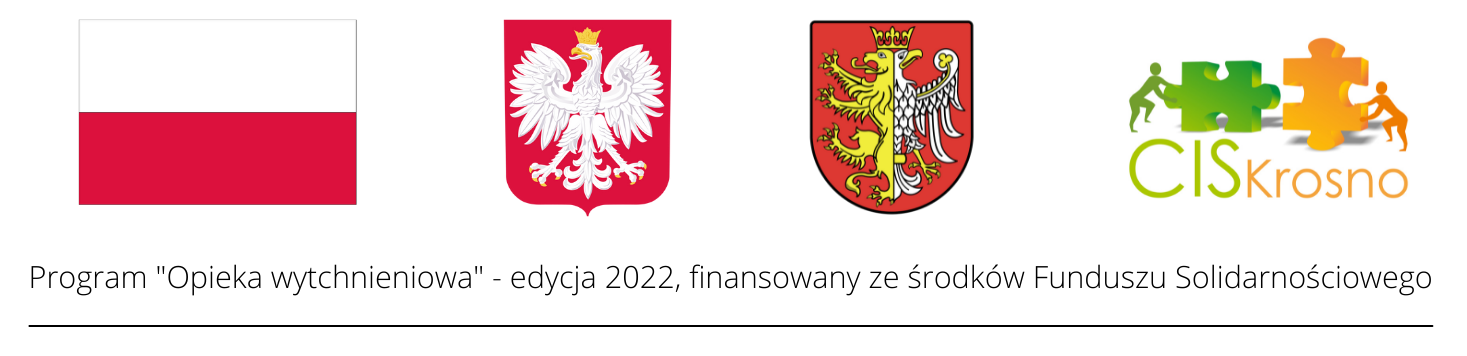 CISKrosno
Program "Opieka wytchnieniowa" - edycja 2022, finansowany ze środków Funduszu Solidarnościowego